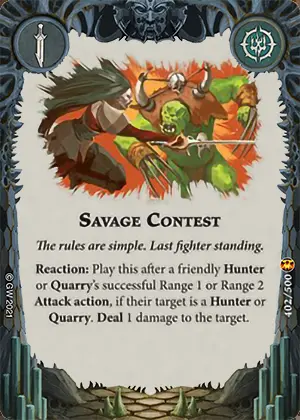 SAVAGE CONTEST
The rules are simple. Last fighter standing.
Reaction: Play this after a friendly Hunter
or Quarry's successful Range 1 or Range 2
Attack action, if their target is a Hunter or
Quarry. Deal 1 damage to the target.
© GW 2021
402/500